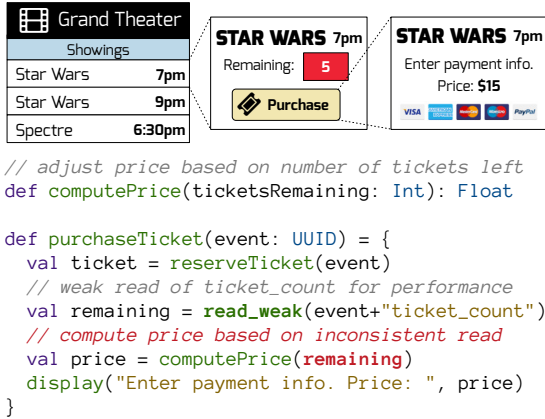 Grand Theater
Showings
Star Wars 7pm
Star Wars 9pm
Spectre 6:30pm
STAR WARS 7pm
Remaining: 5
Purchase
STAR WARS 7pm
Enter payment info.
Price: $15
VISA AMERICAN EXPRESS MasterCard Maestro PayPal
// adjust price based on number of tickets left
def computePrice(ticketsRemaining: Int): Float
def purchaseTicket(event: UUID) = {
val ticket = reserveTicket(event)
// weak read of ticket_count for performance
val remaining = read_weak(event+"ticket_count")
// compute price based on inconsistent read
val price = computePrice(remaining)
display("Enter payment info. Price: ", price)
}